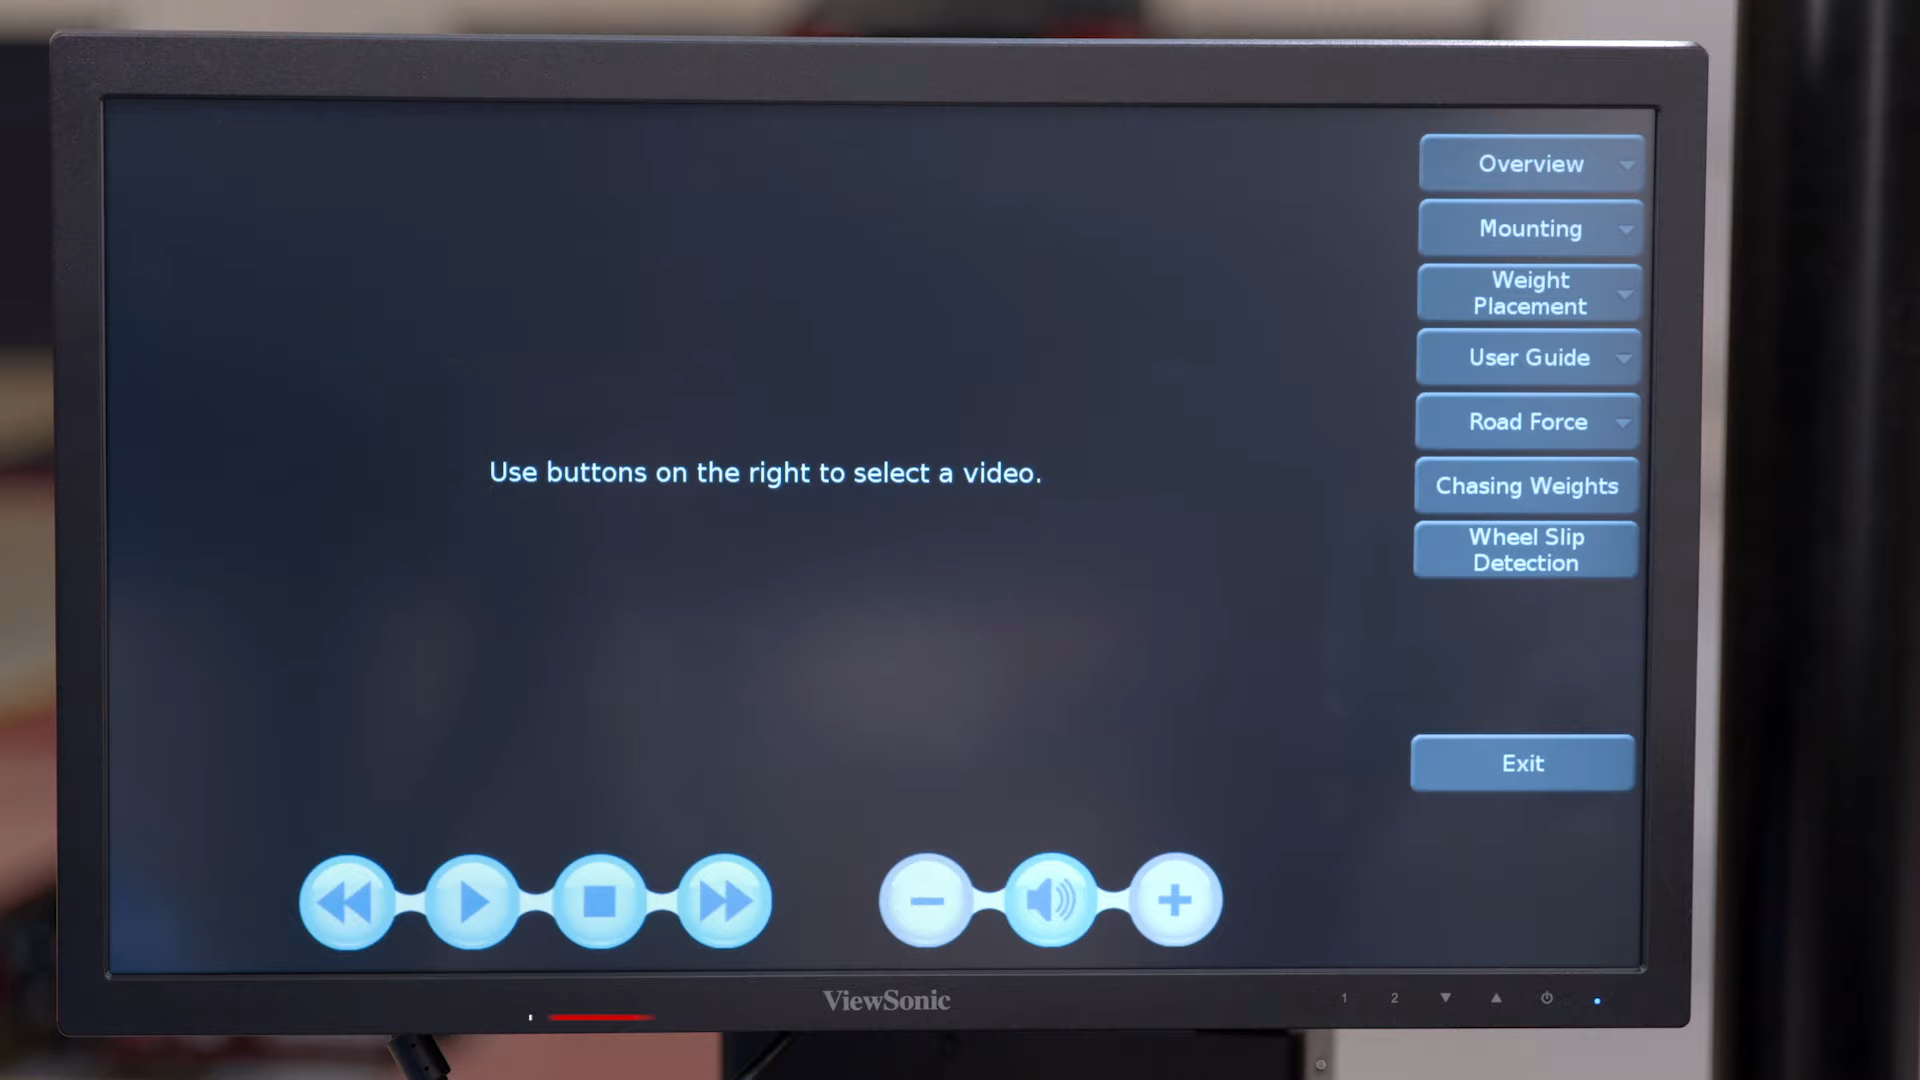 Overview
Mounting
Weight
Placement
User Guide
Road Force
Use buttons on the right to select a video.
Chasing Weights
Wheel Slip
Detection
Exit
ViewSonic
1 2